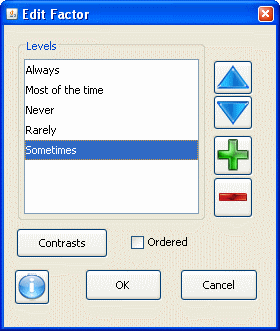 Edit Factor
Levels
Always
Most of the time
Never
Rarely
Sometimes
Contrasts
Ordered
OK
Cancel